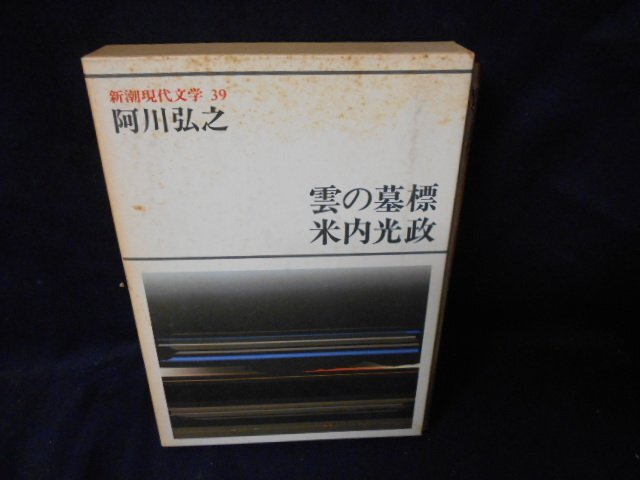 新潮現代文学 39
阿川弘之
雲の墓標
米内光政